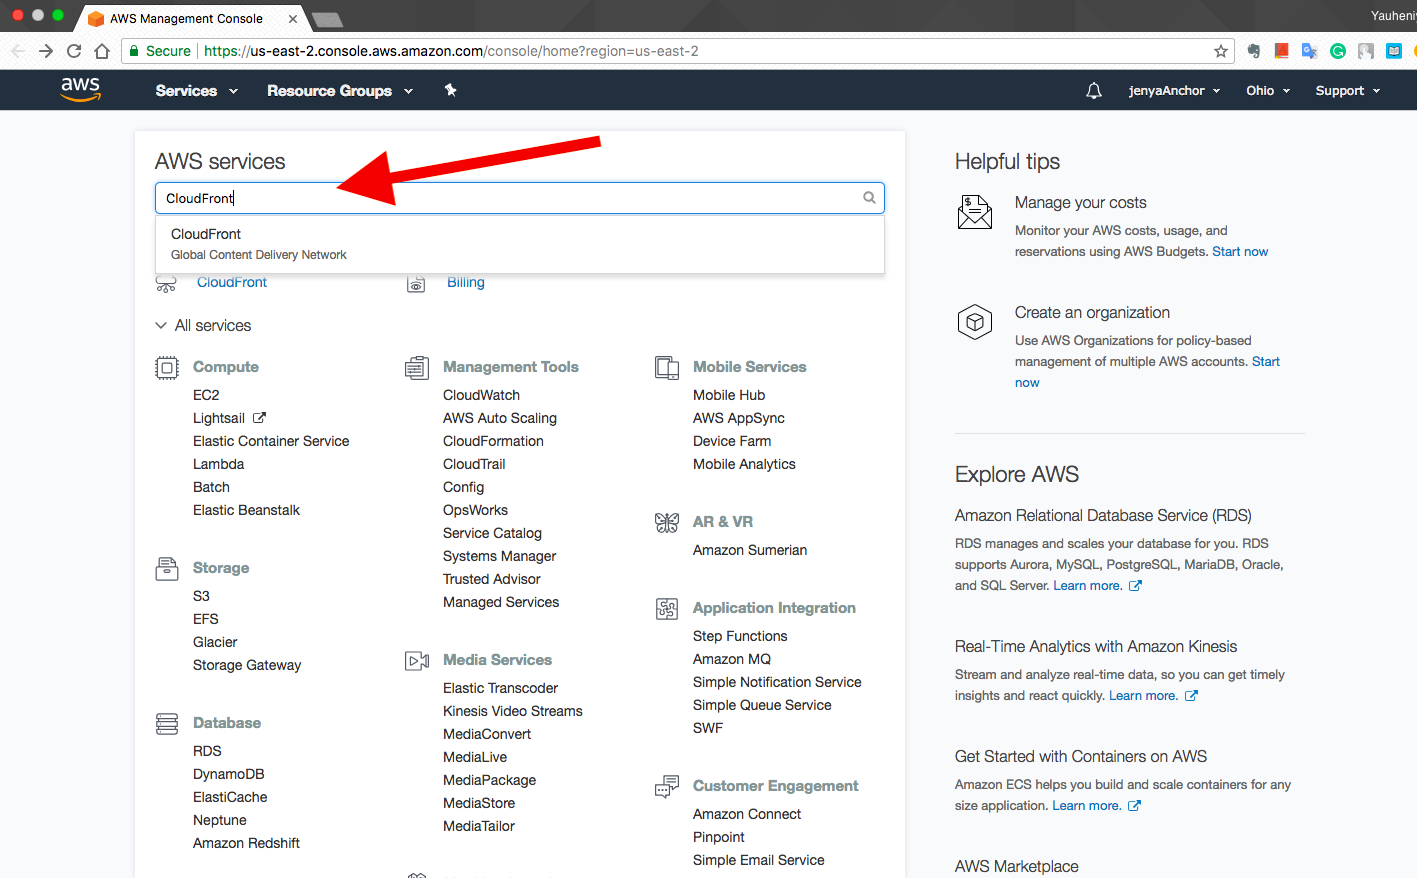 AWS Management Console
Yauheni
Secure
https://us-east-2.console.aws.amazon.com/console/home?region=us-east-2
aws
Services
Resource Groups
jenyaAnchor
Ohio
Support
AWS services
CloudFront
CloudFront
Global Content Delivery Network
CloudFront
Billing
All services
Compute
EC2
Lightsail
Elastic Container Service
Lambda
Batch
Elastic Beanstalk
Storage
S3
EFS
Glacier
Storage Gateway
Database
RDS
DynamoDB
ElastiCache
Neptune
Amazon Redshift
Management Tools
CloudWatch
AWS Auto Scaling
CloudFormation
CloudTrail
Config
OpsWorks
Service Catalog
Systems Manager
Trusted Advisor
Managed Services
Media Services
Elastic Transcoder
Kinesis Video Streams
MediaConvert
MediaLive
MediaPackage
MediaStore
MediaTailor
Mobile Services
Mobile Hub
AWS AppSync
Device Farm
Mobile Analytics
AR & VR
Amazon Sumerian
Application Integration
Step Functions
Amazon MQ
Simple Notification Service
Simple Queue Service
SWF
Customer Engagement
Amazon Connect
Pinpoint
Simple Email Service
Helpful tips
Manage your costs
Monitor your AWS costs, usage, and
reservations using AWS Budgets. Start now
Create an organization
Use AWS Organizations for policy-based
management of multiple AWS accounts. Start
now
Explore AWS
Amazon Relational Database Service (RDS)
RDS manages and scales your database for you. RDS
supports Aurora, MySQL, PostgreSQL, MariaDB, Oracle,
and SQL Server. Learn more.
Real-Time Analytics with Amazon Kinesis
Stream and analyze real-time data, so you can get timely
insights and react quickly. Learn more.
Get Started with Containers on AWS
Amazon ECS helps you build and scale containers for any
size application. Learn more.
AWS Marketplace